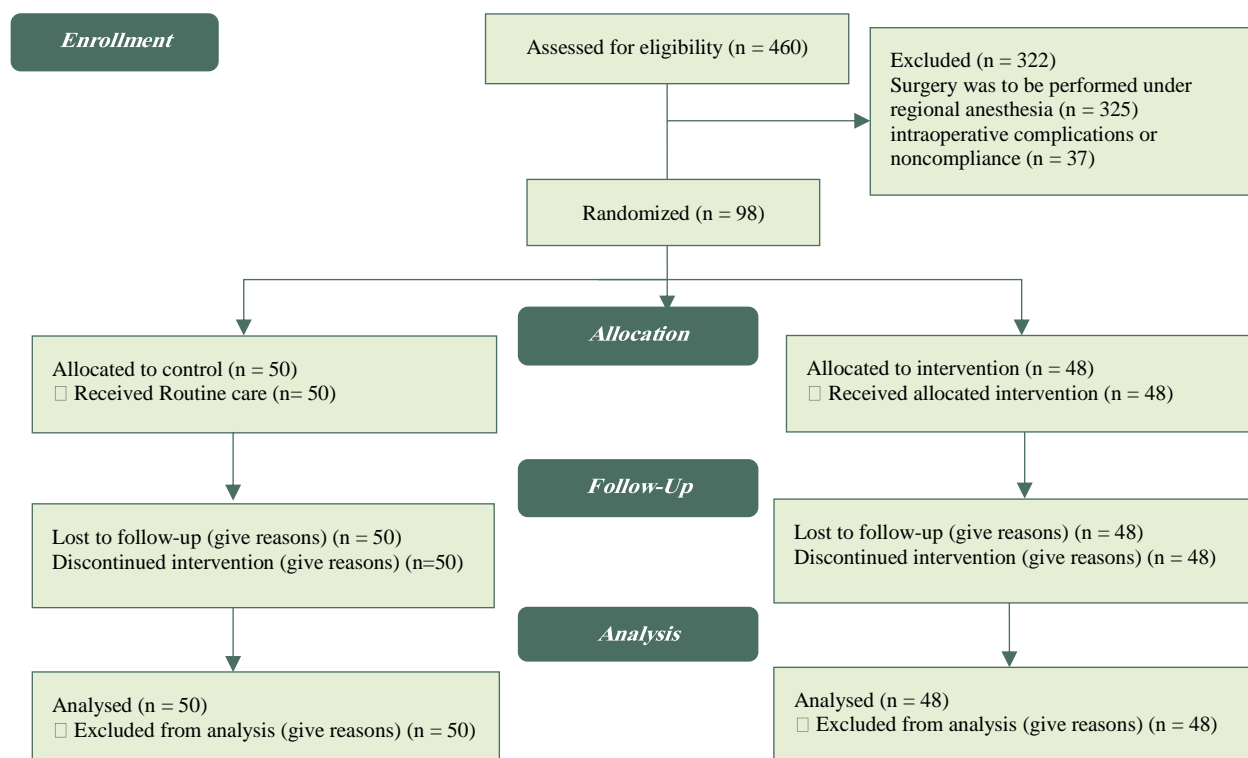 Enrollment
Assessed for eligibility (n = 460)
Excluded (n = 322)
Surgery was to be performed under
regional anesthesia (n = 325)
intraoperative complications or
noncompliance (n = 37)
Randomized (n = 98)
Allocation
Allocated to control (n = 50)
□ Received Routine care (n= 50)
Allocated to intervention (n = 48)
□ Received allocated intervention (n = 48)
Follow-Up
Lost to follow-up (give reasons) (n = 50)
Discontinued intervention (give reasons) (n=50)
Lost to follow-up (give reasons) (n = 48)
Discontinued intervention (give reasons) (n = 48)
Analysis
Analysed (n = 50)
□ Excluded from analysis (give reasons) (n = 50)
Analysed (n = 48)
□ Excluded from analysis (give reasons) (n = 48)